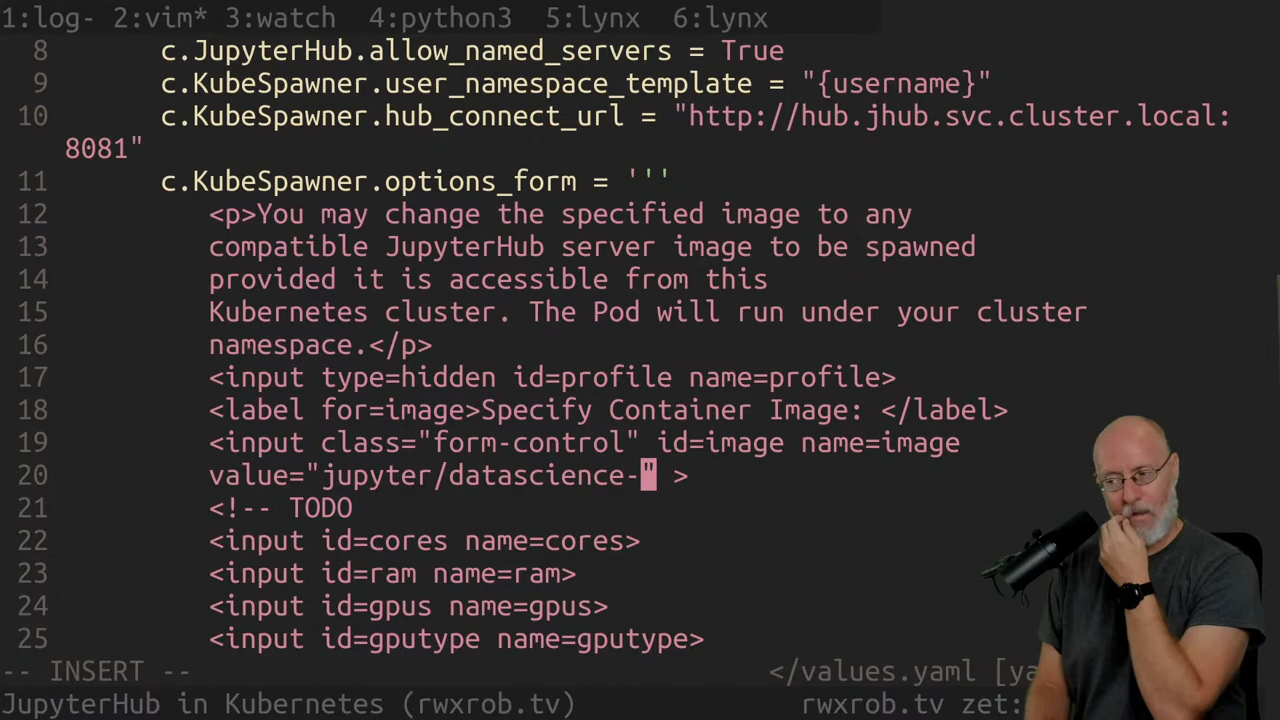 1:log- 2:vim* 3:watch 4:python3 5:lynx 6:lynx
8 c.JupyterHub.allow_named_servers = True
9 c.KubeSpawner.user_namespace_template = "{username}"
10 c.KubeSpawner.hub_connect_url = "http://hub.jhub.svc.cluster.local:
8081"
11 c.KubeSpawner.options_form = '''
12 <p>You may change the specified image to any
13 compatible JupyterHub server image to be spawned
14 provided it is accessible from this
15 Kubernetes cluster. The Pod will run under your cluster
16 namespace.</p>
17 <input type=hidden id=profile name=profile>
18 <label for=image>Specify Container Image: </label>
19 <input class="form-control" id=image name=image
20 value="jupyter/datascience-" >
21 <!-- TODO
22 <input id=cores name=cores>
23 <input id=ram name=ram>
24 <input id=gpus name=gpus>
25 <input id=gputype name=gputype>
-- INSERT -- </values.yaml [ya
JupyterHub in Kubernetes (rwxrob.tv) rwxrob.tv zet: